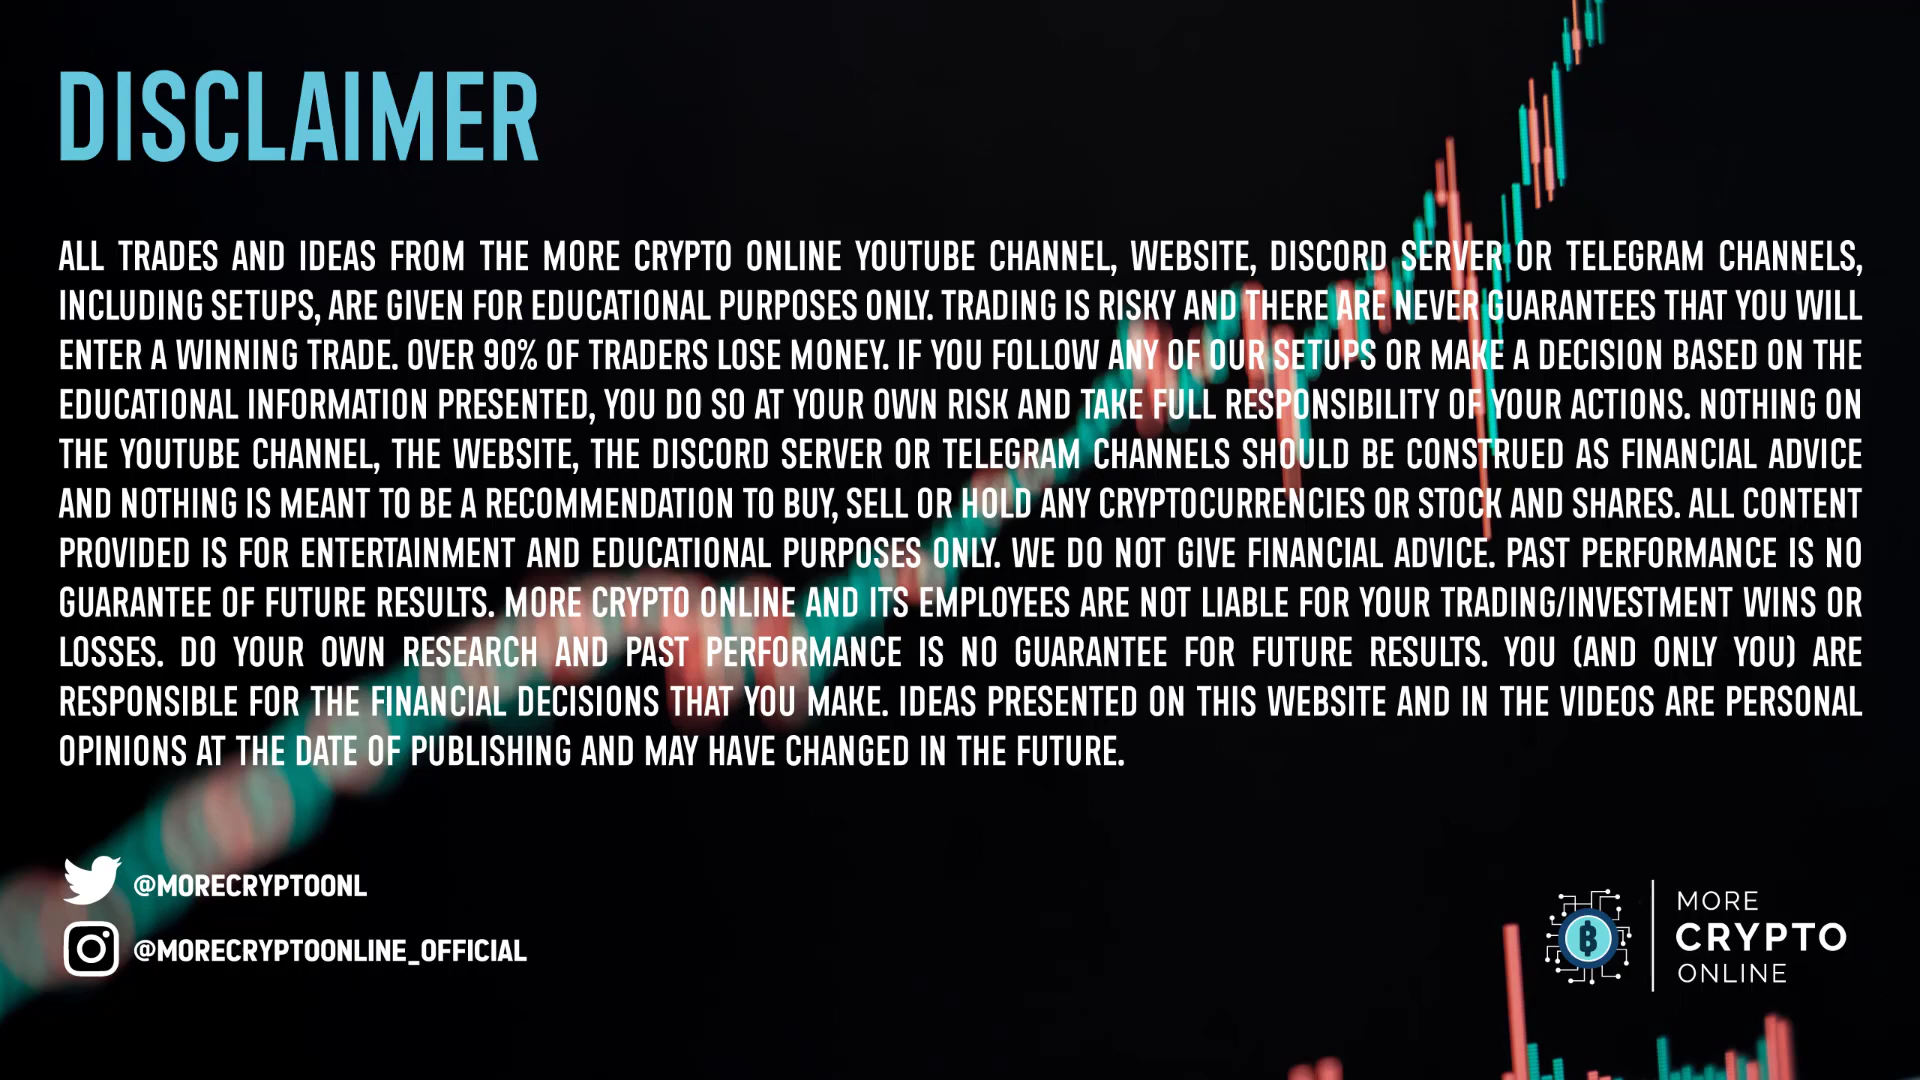 DISCLAIMER
ALL TRADES AND IDEAS FROM THE MORE CRYPTO ONLINE YOUTUBE CHANNEL, WEBSITE, DISCORD SERVER OR TELEGRAM CHANNELS,
INCLUDING SETUPS, ARE GIVEN FOR EDUCATIONAL PURPOSES ONLY. TRADING IS RISKY AND THERE ARE NEVER GUARANTEES THAT YOU WILL
ENTER A WINNING TRADE. OVER 90% OF TRADERS LOSE MONEY. IF YOU FOLLOW ANY OF OUR SETUPS OR MAKE A DECISION BASED ON THE
EDUCATIONAL INFORMATION PRESENTED, YOU DO SO AT YOUR OWN RISK AND TAKE FULL RESPONSIBILITY OF YOUR ACTIONS. NOTHING ON
THE YOUTUBE CHANNEL, THE WEBSITE, THE DISCORD SERVER OR TELEGRAM CHANNELS SHOULD BE CONSTRUED AS FINANCIAL ADVICE
AND NOTHING IS MEANT TO BE A RECOMMENDATION TO BUY, SELL OR HOLD ANY CRYPTOCURRENCIES OR STOCK AND SHARES. ALL CONTENT
PROVIDED IS FOR ENTERTAINMENT AND EDUCATIONAL PURPOSES ONLY. WE DO NOT GIVE FINANCIAL ADVICE. PAST PERFORMANCE IS NO
GUARANTEE OF FUTURE RESULTS. MORE CRYPTO ONLINE AND ITS EMPLOYEES ARE NOT LIABLE FOR YOUR TRADING/INVESTMENT WINS OR
LOSSES. DO YOUR OWN RESEARCH AND PAST PERFORMANCE IS NO GUARANTEE FOR FUTURE RESULTS. YOU (AND ONLY YOU) ARE
RESPONSIBLE FOR THE FINANCIAL DECISIONS THAT YOU MAKE. IDEAS PRESENTED ON THIS WEBSITE AND IN THE VIDEOS ARE PERSONAL
OPINIONS AT THE DATE OF PUBLISHING AND MAY HAVE CHANGED IN THE FUTURE.
@MORECRYPTOONL
@MORECRYPTOONLINE_OFFICIAL
MORE
CRYPTO
ONLINE